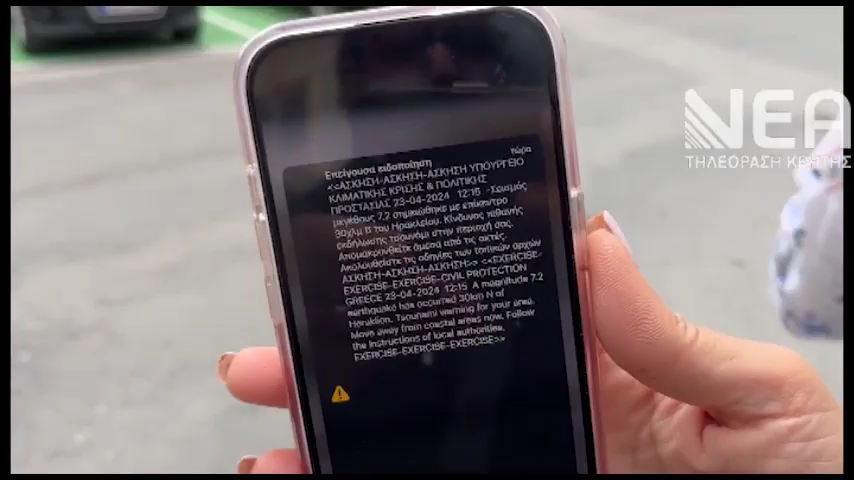 ΝΕΑ
ΤΗΛΕΟΡΑΣΗ ΚΡΗΤΗΣ
τώρα
Επείγουσα ειδοποίηση
<<ΑΣΚΗΣΗ-ΑΣΚΗΣΗ-ΑΣΚΗΣΗ ΥΠΟΥΡΓΕΙΟ
ΚΛΙΜΑΤΙΚΗΣ ΚΡΙΣΗΣ & ΠΟΛΙΤΙΚΗΣ
ΠΡΟΣΤΑΣΙΑΣ 23-04-2024 12:15 -Σεισμός
μεγέθους 7,2 σημειώθηκε με επίκεντρο
30χλμ Β του Ηρακλείου. Κίνδυνος πιθανής
εκδήλωσης τσουνάμι στην περιοχή σας.
Απομακρυνθείτε άμεσα από τις ακτές.
Ακολουθείστε τις οδηγίες των τοπικών αρχών
ΑΣΚΗΣΗ-ΑΣΚΗΣΗ-ΑΣΚΗΣΗ>> <<EXERCISE-
EXERCISE-EXERCISE-CIVIL PROTECTION
GREECE 23-04-2024 12:15 A magnitude 7.2
earthquake has occurred 30km N of
Heraklion. Tsounami warning for your area.
Move away from coastal areas now. Follow
the instructions of local authorities.
EXERCISE-EXERCISE-EXERCISE>>